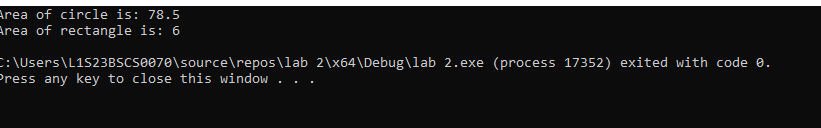 Area of circle is: 78.5
Area of rectangle is: 6
C:\Users\L1S23BSCS0070\source\repos\lab 2\x64\Debug\lab 2.exe (process 17352) exited with code 0.
Press any key to close this window . . .